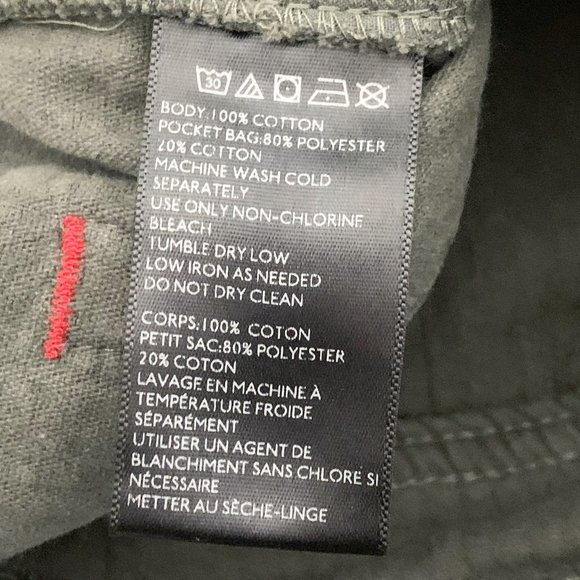 30
BODY:100% COTTON
POCKET BAG:80% POLYESTER
20% COTTON
MACHINE WASH COLD
SEPARATELY
USE ONLY NON-CHLORINE
BLEACH
TUMBLE DRY LOW
LOW IRON AS NEEDED
DO NOT DRY CLEAN
CORPS:100% COTON
PETIT SAC:80% POLYESTER
20% COTON
LAVAGE EN MACHINE À
TEMPÉRATURE FROIDE
SÉPARÉMENT
UTILISER UN AGENT DE
BLANCHIMENT SANS CHLORE SI
NÉCESSAIRE
METTER AU SÈCHE-LINGE